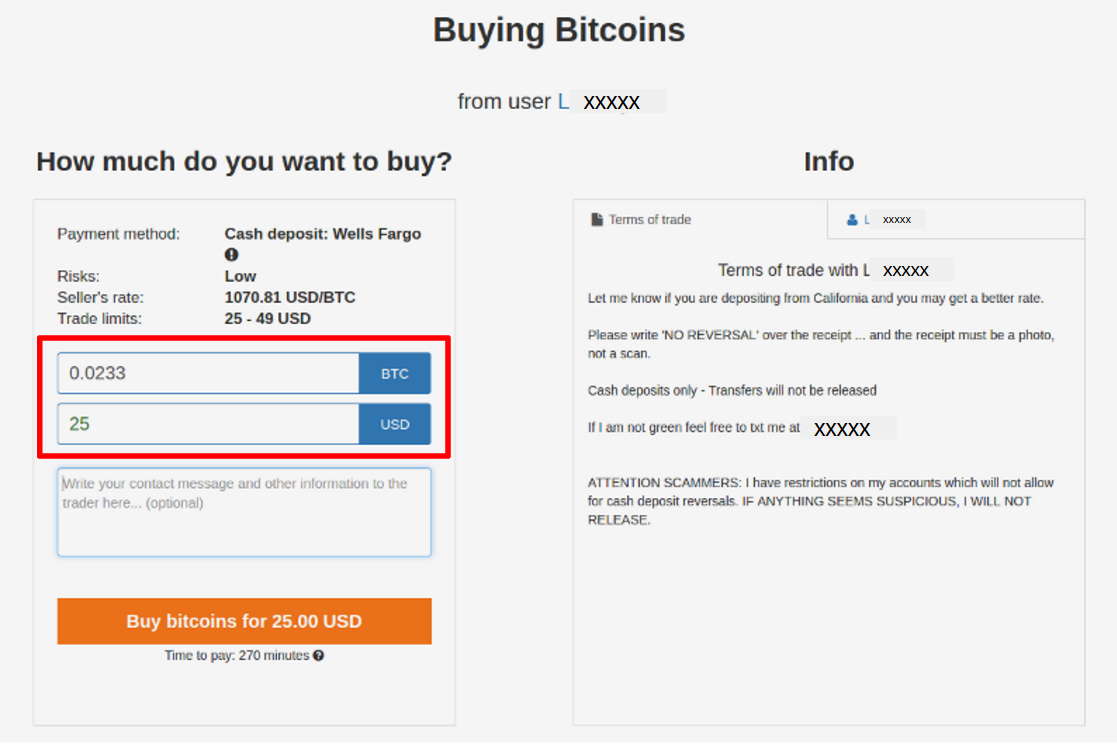 Buying Bitcoins
from user L xxxxx
How much do you want to buy?
Payment method: Cash deposit: Wells Fargo
Risks: Low
Seller's rate: 1070.81 USD/BTC
Trade limits: 25 - 49 USD
0.0233 BTC
25 USD
Write your contact message and other information to the
trader here... (optional)
Buy bitcoins for 25.00 USD
Time to pay: 270 minutes
Info
Terms of trade L xxxxx
Terms of trade with L xxxxx
Let me know if you are depositing from California and you may get a better rate.
Please write 'NO REVERSAL' over the receipt ... and the receipt must be a photo,
not a scan.
Cash deposits only - Transfers will not be released
If I am not green feel free to txt me at XXXXX
ATTENTION SCAMMERS: I have restrictions on my accounts which will not allow
for cash deposit reversals. IF ANYTHING SEEMS SUSPICIOUS, I WILL NOT
RELEASE.